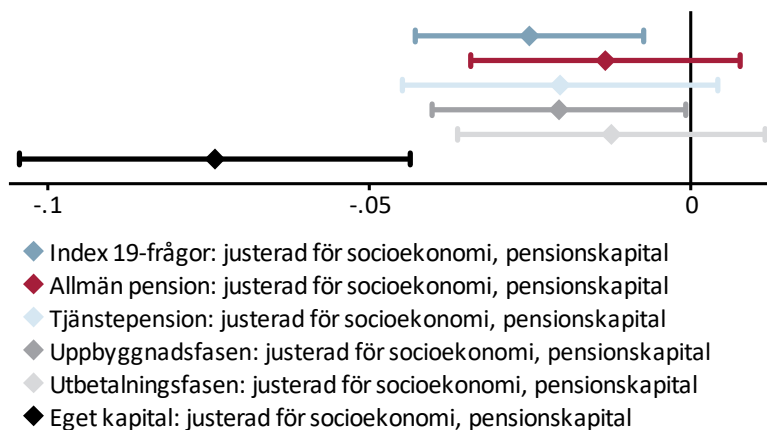 -.1 -.05 0
Index 19-frågor: justerad för socioekonomi, pensionskapital
Allmän pension: justerad för socioekonomi, pensionskapital
Tjänstepension: justerad för socioekonomi, pensionskapital
Uppbyggnadsfasen: justerad för socioekonomi, pensionskapital
Utbetalningsfasen: justerad för socioekonomi, pensionskapital
Eget kapital: justerad för socioekonomi, pensionskapital